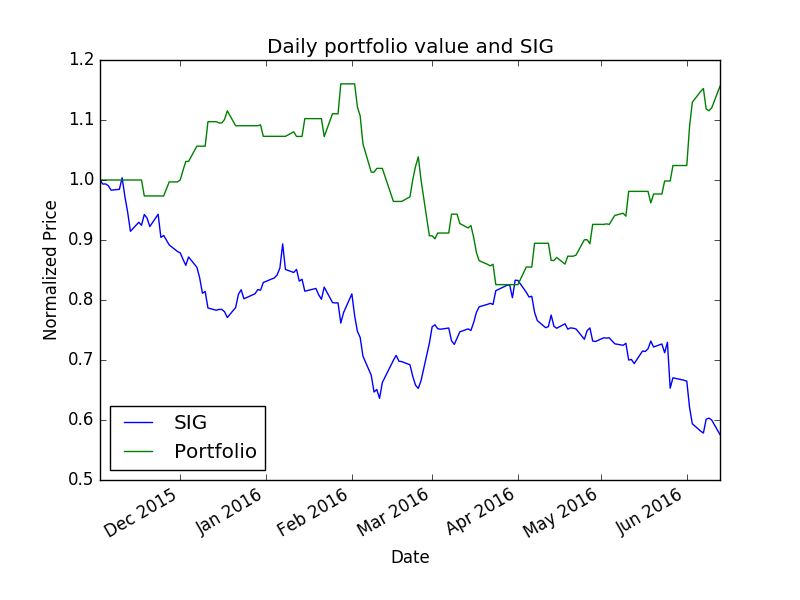 Daily portfolio value and SIG
1.2
1.1
1.0
0.9
0.8
0.7
0.6
0.5
Normalized Price
SIG
Portfolio
Dec 2015
Jan 2016
Feb 2016
Mar 2016
Apr 2016
May 2016
Jun 2016
Date